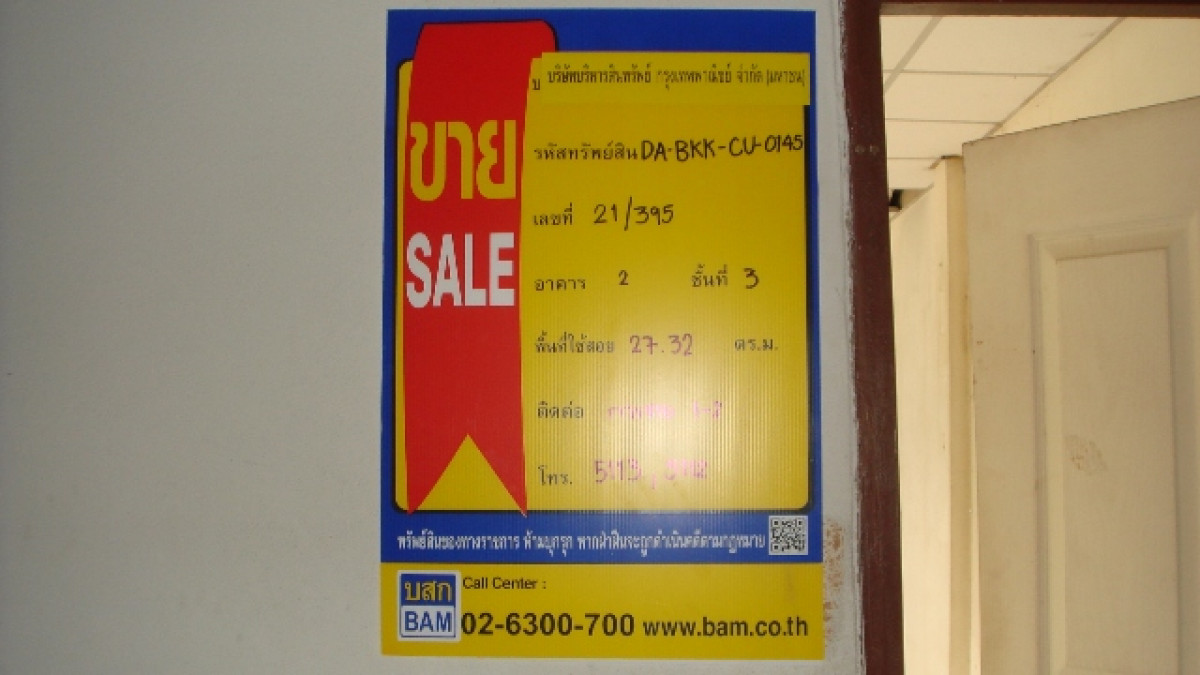 บริษัทบริหารสินทรัพย์ กรุงเทพพาณิชย์ จำกัด (มหาชน)
ขาย
SALE
รหัสทรัพย์สิน DA-BKK-CU-0145
เลขที่ 21/395
อาคาร 2 ชั้นที่ 3
พื้นที่ใช้สอย 27.32 ตร.ม.
ติดต่อ
โทร.
ทรัพย์สินของทางราชการ ห้ามบุกรุก หากฝ่าฝืนจะถูกดำเนินคดีตามกฎหมาย
บสก
BAM
Call Center :
02-6300-700 www.bam.co.th